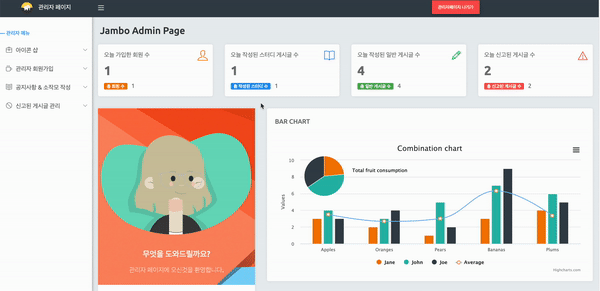 관리자 페이지
관리자페이지 나가기
관리자 메뉴
아이콘 샵
관리자 회원가입
공지사항 & 소적모 작성
신고된 게시글 관리
Jambo Admin Page
오늘 가입한 회원 수
1
총 회원 수 1
오늘 작성된 스터디 게시글 수
1
총 작성된 스터디 수 1
오늘 작성된 일반 게시글 수
4
총 일반 게시글 수 4
오늘 신고된 게시글 수
2
총 신고된 게시글 수 2
무엇을 도와드릴까요?
관리자 페이지에 오신것을 환영합니다.
BAR CHART
Combination chart
Total fruit consumption
Values
10
8
6
4
2
0
Apples
Oranges
Pears
Bananas
Plums
Jane
John
Joe
Average
Highcharts.com